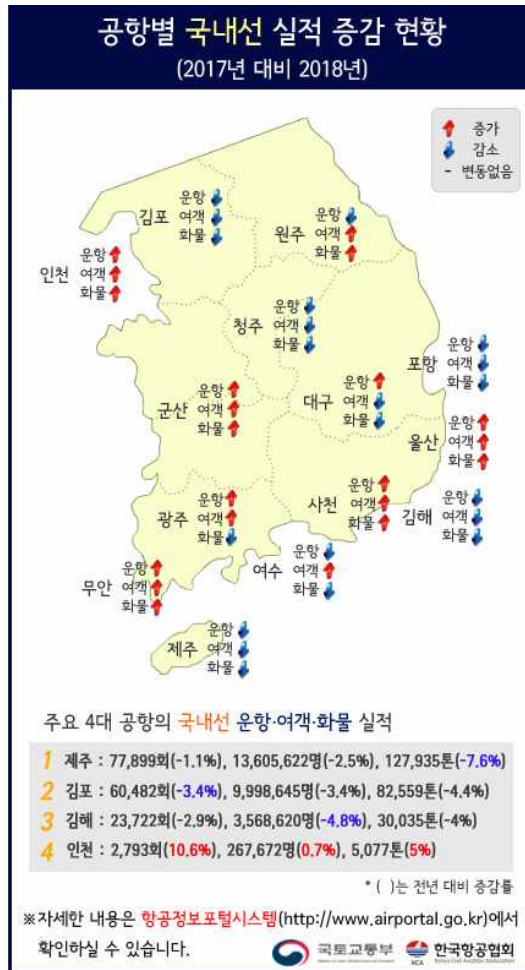 공항별 국내선 실적 증감 현황
(2017년 대비 2018년)
증가
감소
- 변동없음
김포
운항
여객
화물
원주
운항
여객
화물
인천
운항
여객
화물
청주
운항
여객
화물
포항
운항
여객
화물
군산
운항
여객
화물
대구
운항
여객
화물
울산
운항
여객
화물
광주
운항
여객
화물
사천
운항
여객
화물
김해
운항
여객
화물
무안
운항
여객
화물
여수
운항
여객
화물
제주
운항
여객
화물
주요 4대 공항의 국내선 운항·여객·화물 실적
1 제주 : 77,899회(-1.1%), 13,605,622명(-2.5%), 127,935톤(-7.6%)
2 김포 : 60,482회(-3.4%), 9,998,645명(-3.4%), 82,559톤(-4.4%)
3 김해 : 23,722회(-2.9%), 3,568,620명(-4.8%), 30,035톤(-4%)
4 인천 : 2,793회(10.6%), 267,672명(0.7%), 5,077톤(5%)
* ( )는 전년 대비 증감률
※자세한 내용은 항공정보포털시스템(http://www.airportal.go.kr)에서
확인하실 수 있습니다.
국토교통부
KCA 한국항공협회